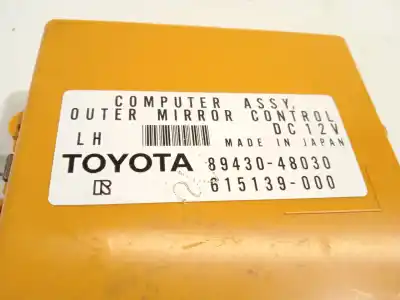 COMPUTER ASSY,
OUTER MIRROR CONTROL
DC 12V
LH
MADE IN JAPAN
TOYOTA 89430-48030
615139-000